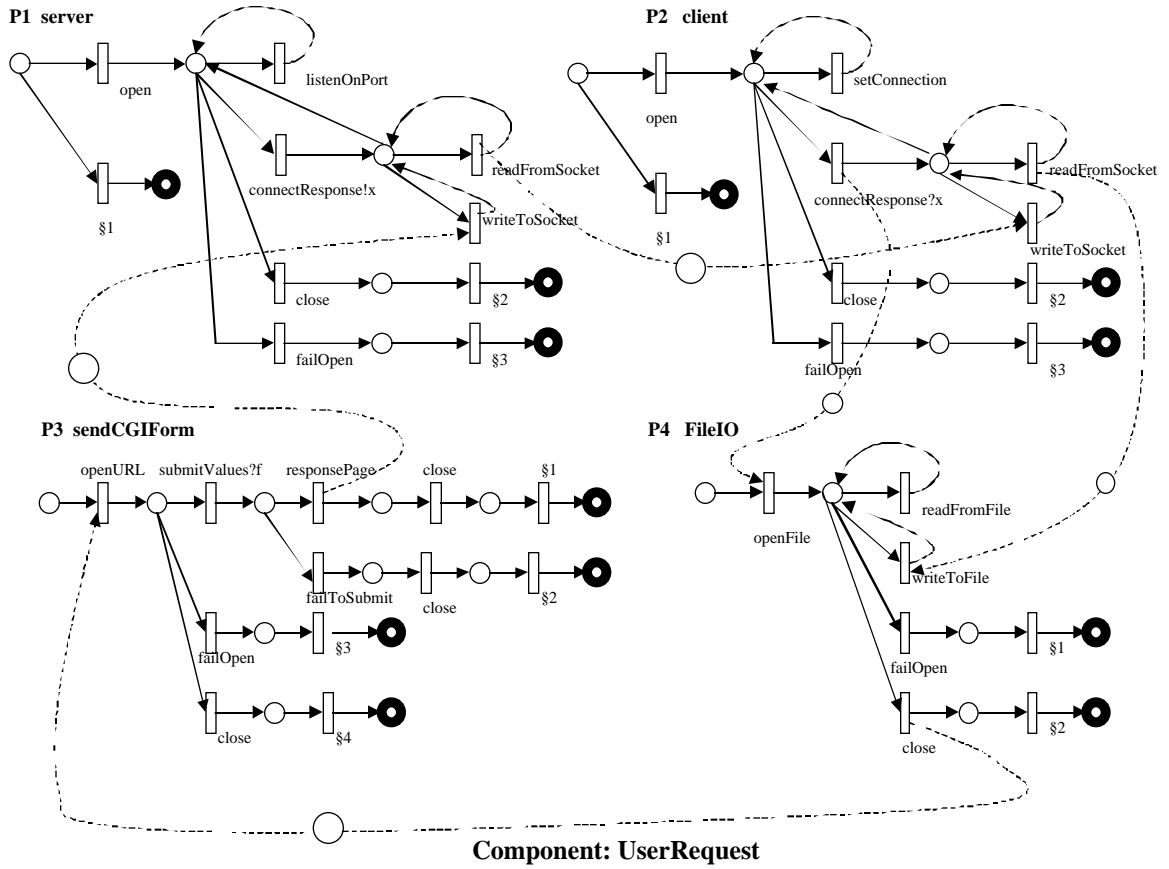 P1 server
P2 client
open
listenOnPort
open
setConnection
connectResponse!x
readFromSocket
connectResponse?x
readFromSocket
§1
writeToSocket
§1
writeToSocket
close
§2
close
§2
failOpen
§3
failOpen
§3
P3 sendCGIForm
P4 FileIO
openURL
submitValues?f
responsePage
close
§1
openFile
readFromFile
failToSubmit
close
§2
writeToFile
failOpen
§3
failOpen
§1
close
§4
close
§2
Component: UserRequest